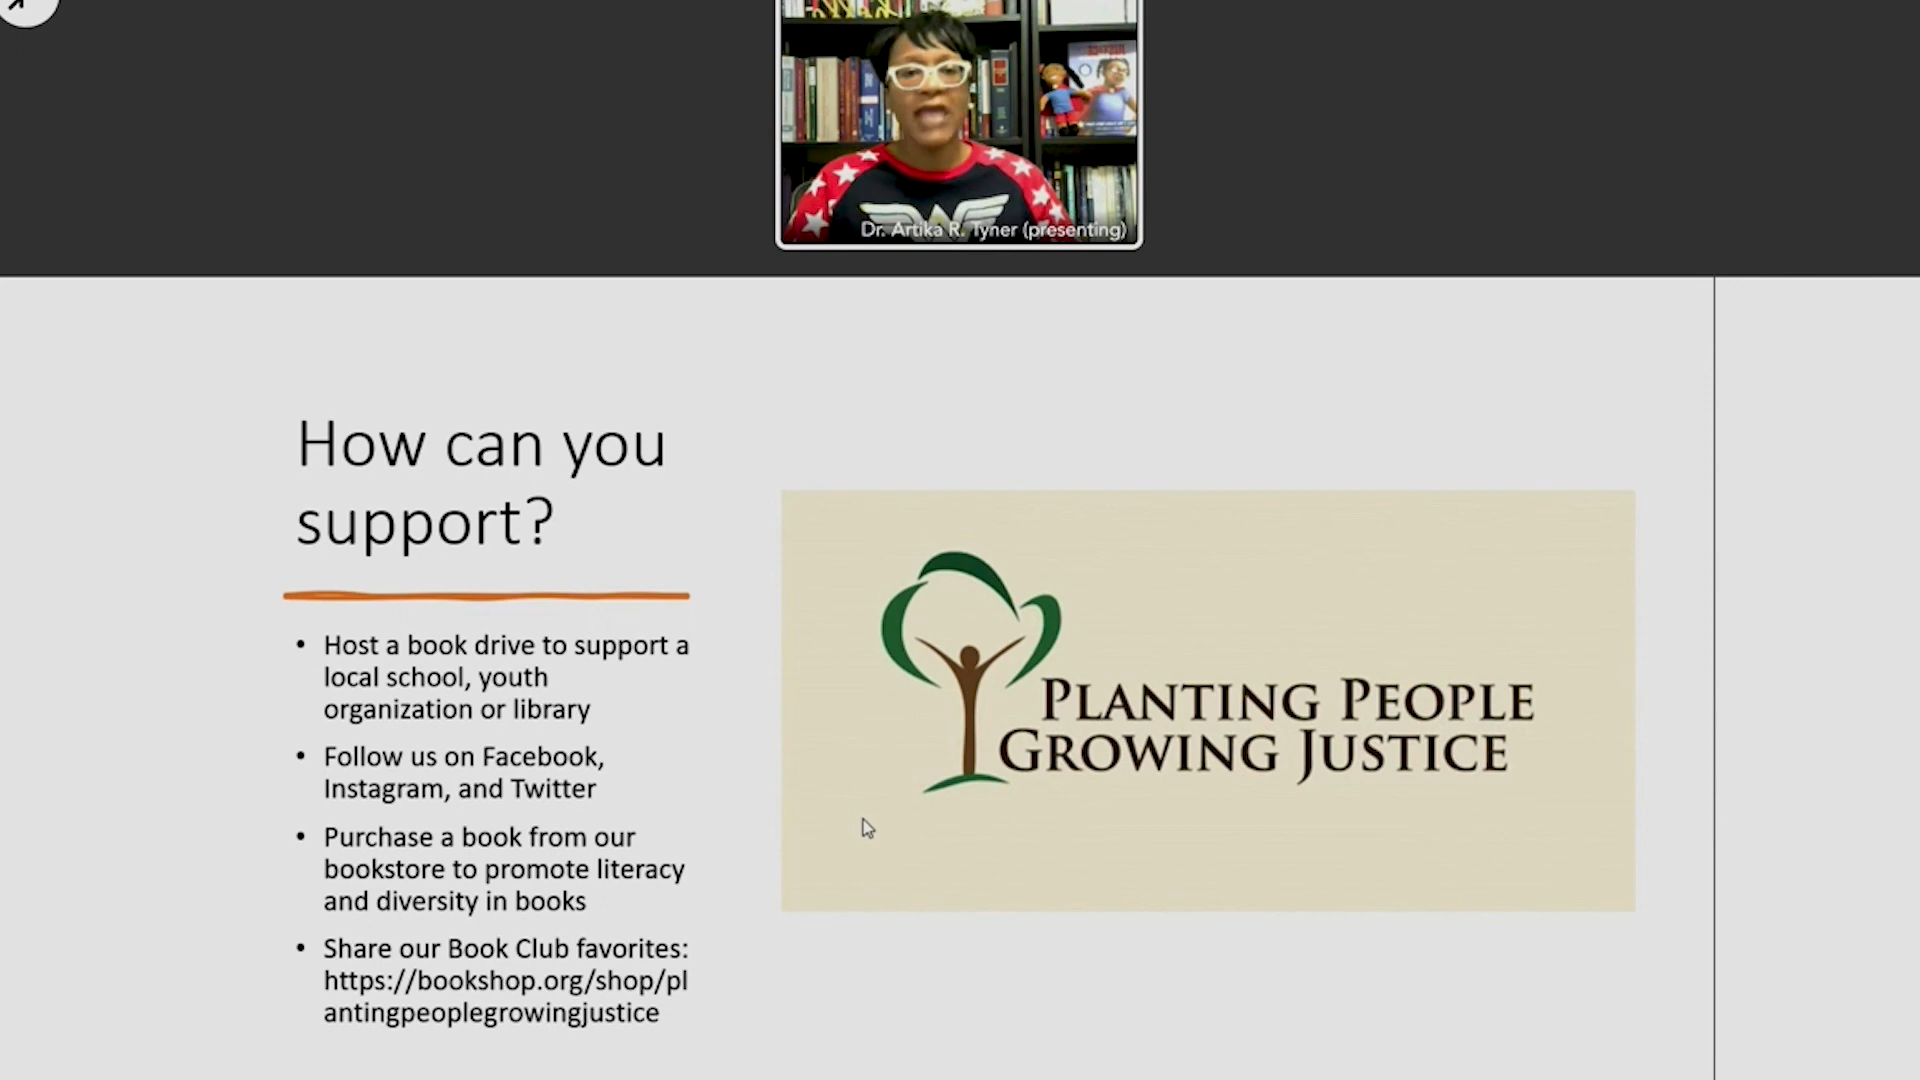 Dr. Artika R. Tyner (presenting)
How can you
support?
• Host a book drive to support a
local school, youth
organization or library
• Follow us on Facebook,
Instagram, and Twitter
• Purchase a book from our
bookstore to promote literacy
and diversity in books
• Share our Book Club favorites:
https://bookshop.org/shop/pl
antingpeoplegrowingjustice
PLANTING PEOPLE
GROWING JUSTICE